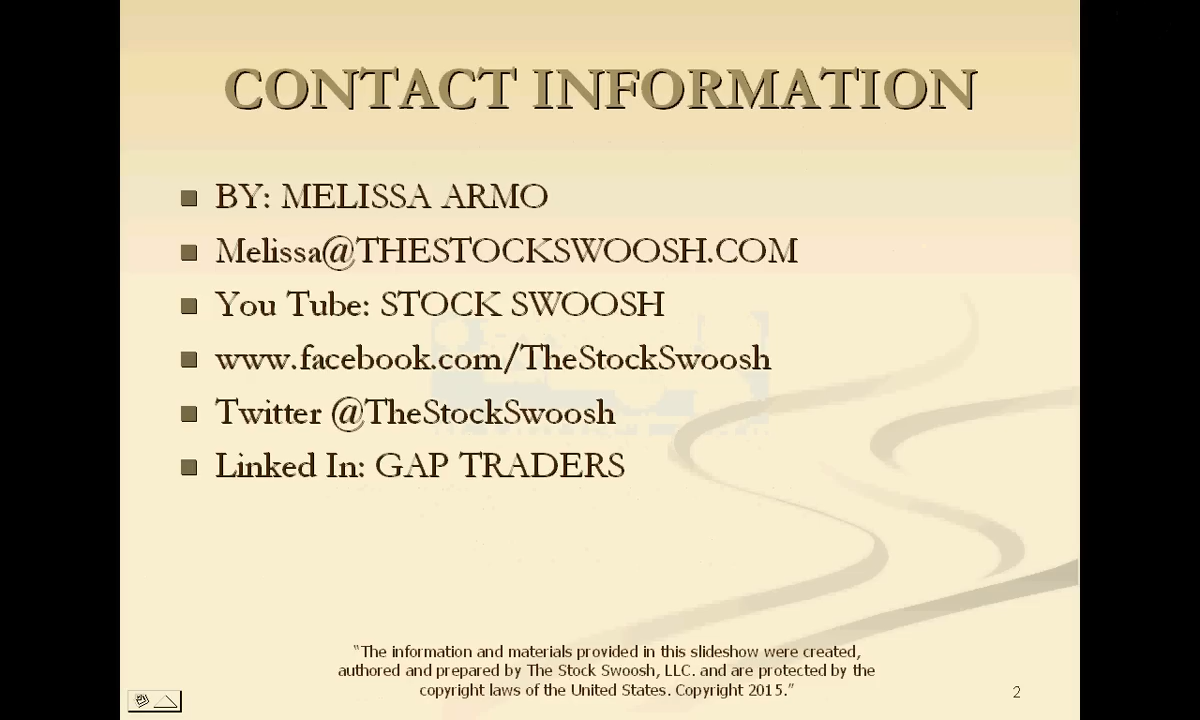 CONTACT INFORMATION
BY: MELISSA ARMO
Melissa@THESTOCKSWOOSH.COM
You Tube: STOCK SWOOSH
www.facebook.com/TheStockSwoosh
Twitter @TheStockSwoosh
Linked In: GAP TRADERS
“The information and materials provided in this slideshow were created,
authored and prepared by The Stock Swoosh, LLC. and are protected by the
copyright laws of the United States. Copyright 2015.”
2